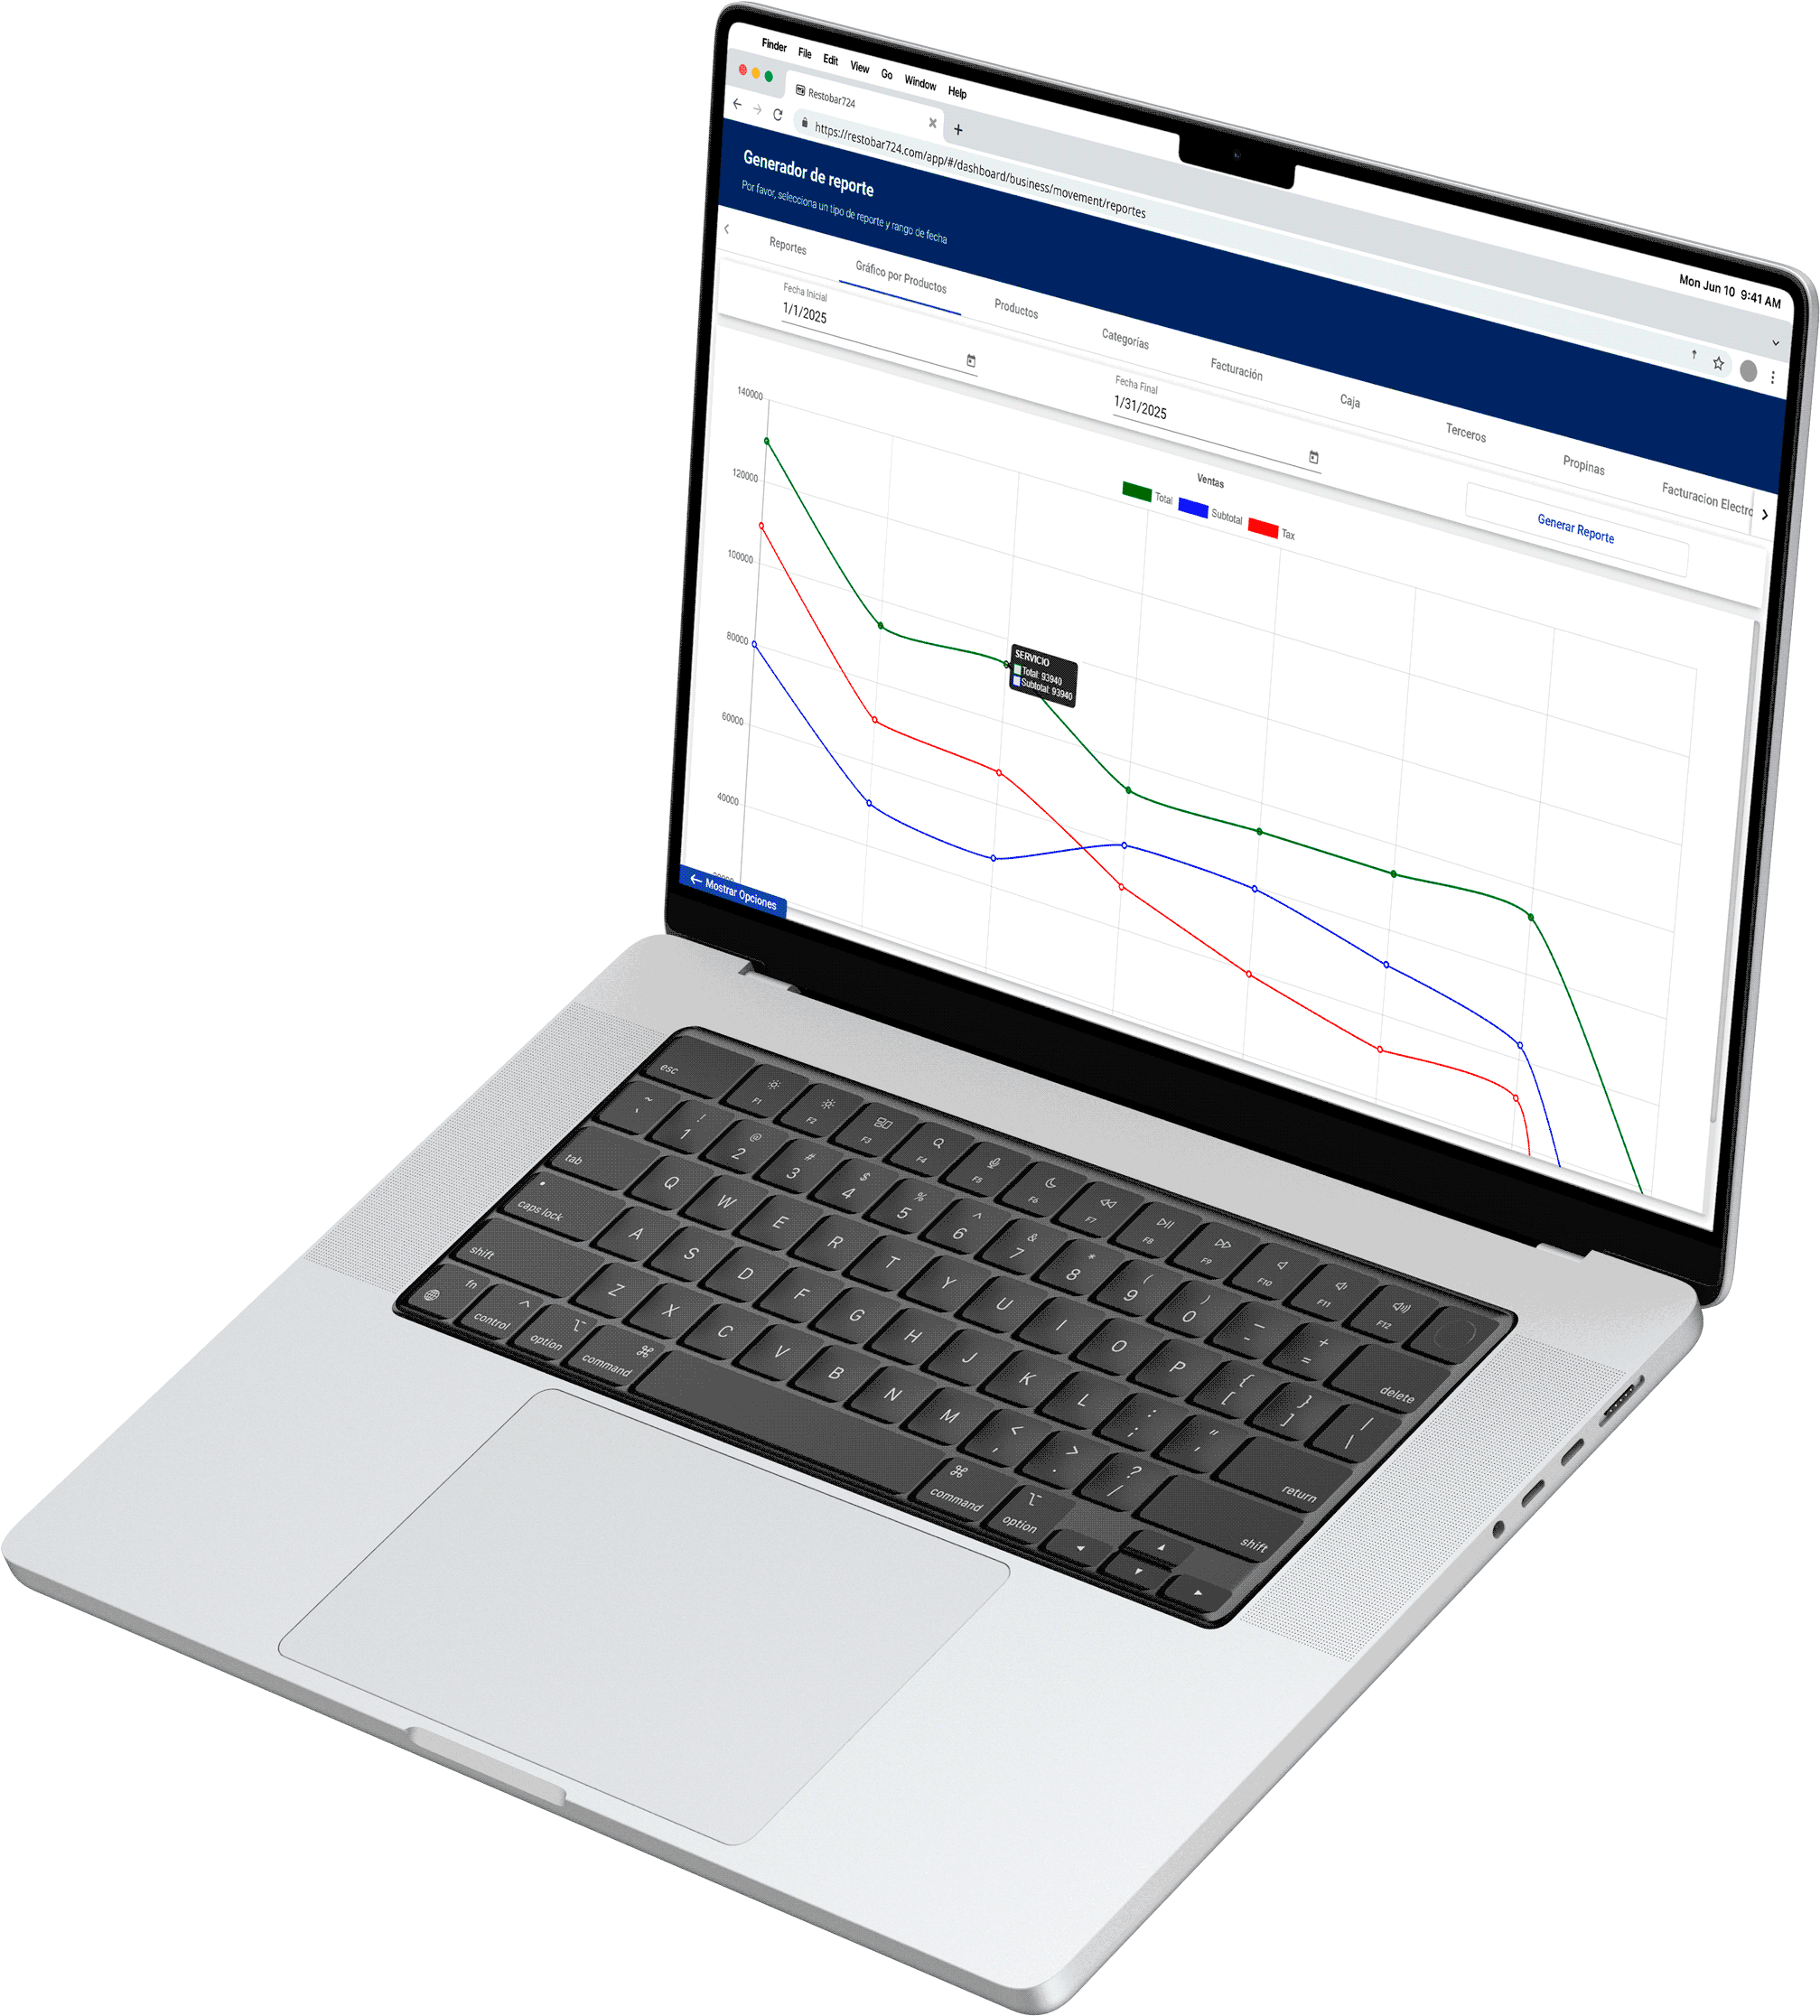 Finder File Edit View Go Window Help
Mon Jun 10 9:41 AM
Restobar724
https://restobar724.com/app/#/dashboard/business/movement/reportes
Generador de reporte
Por favor, selecciona un tipo de reporte y rango de fecha
Reportes Gráfico por Productos Productos Categorías Facturación Caja Terceros Propinas Facturacion Electro
Fecha Inicial
1/1/2025
Fecha Final
1/31/2025
Generar Reporte
Ventas
Total Subtotal Tax
140000
120000
100000
80000
60000
40000
SERVICIO
Total: 93940
Subtotal: 93940
Mostrar Opciones
esc F1 F2 F3 F4 F5 F6 F7 F8 F9 F10 F11 F12
~ ` ! 1 @ 2 # 3 $ 4 % 5 ^ 6 & 7 * 8 ( 9 ) 0 _ - + = delete
tab Q W E R T Y U I O P { [ } ] | \
caps lock A S D F G H J K L : ; " ' return
shift Z X C V B N M < , > . ? / shift
fn control option command command option